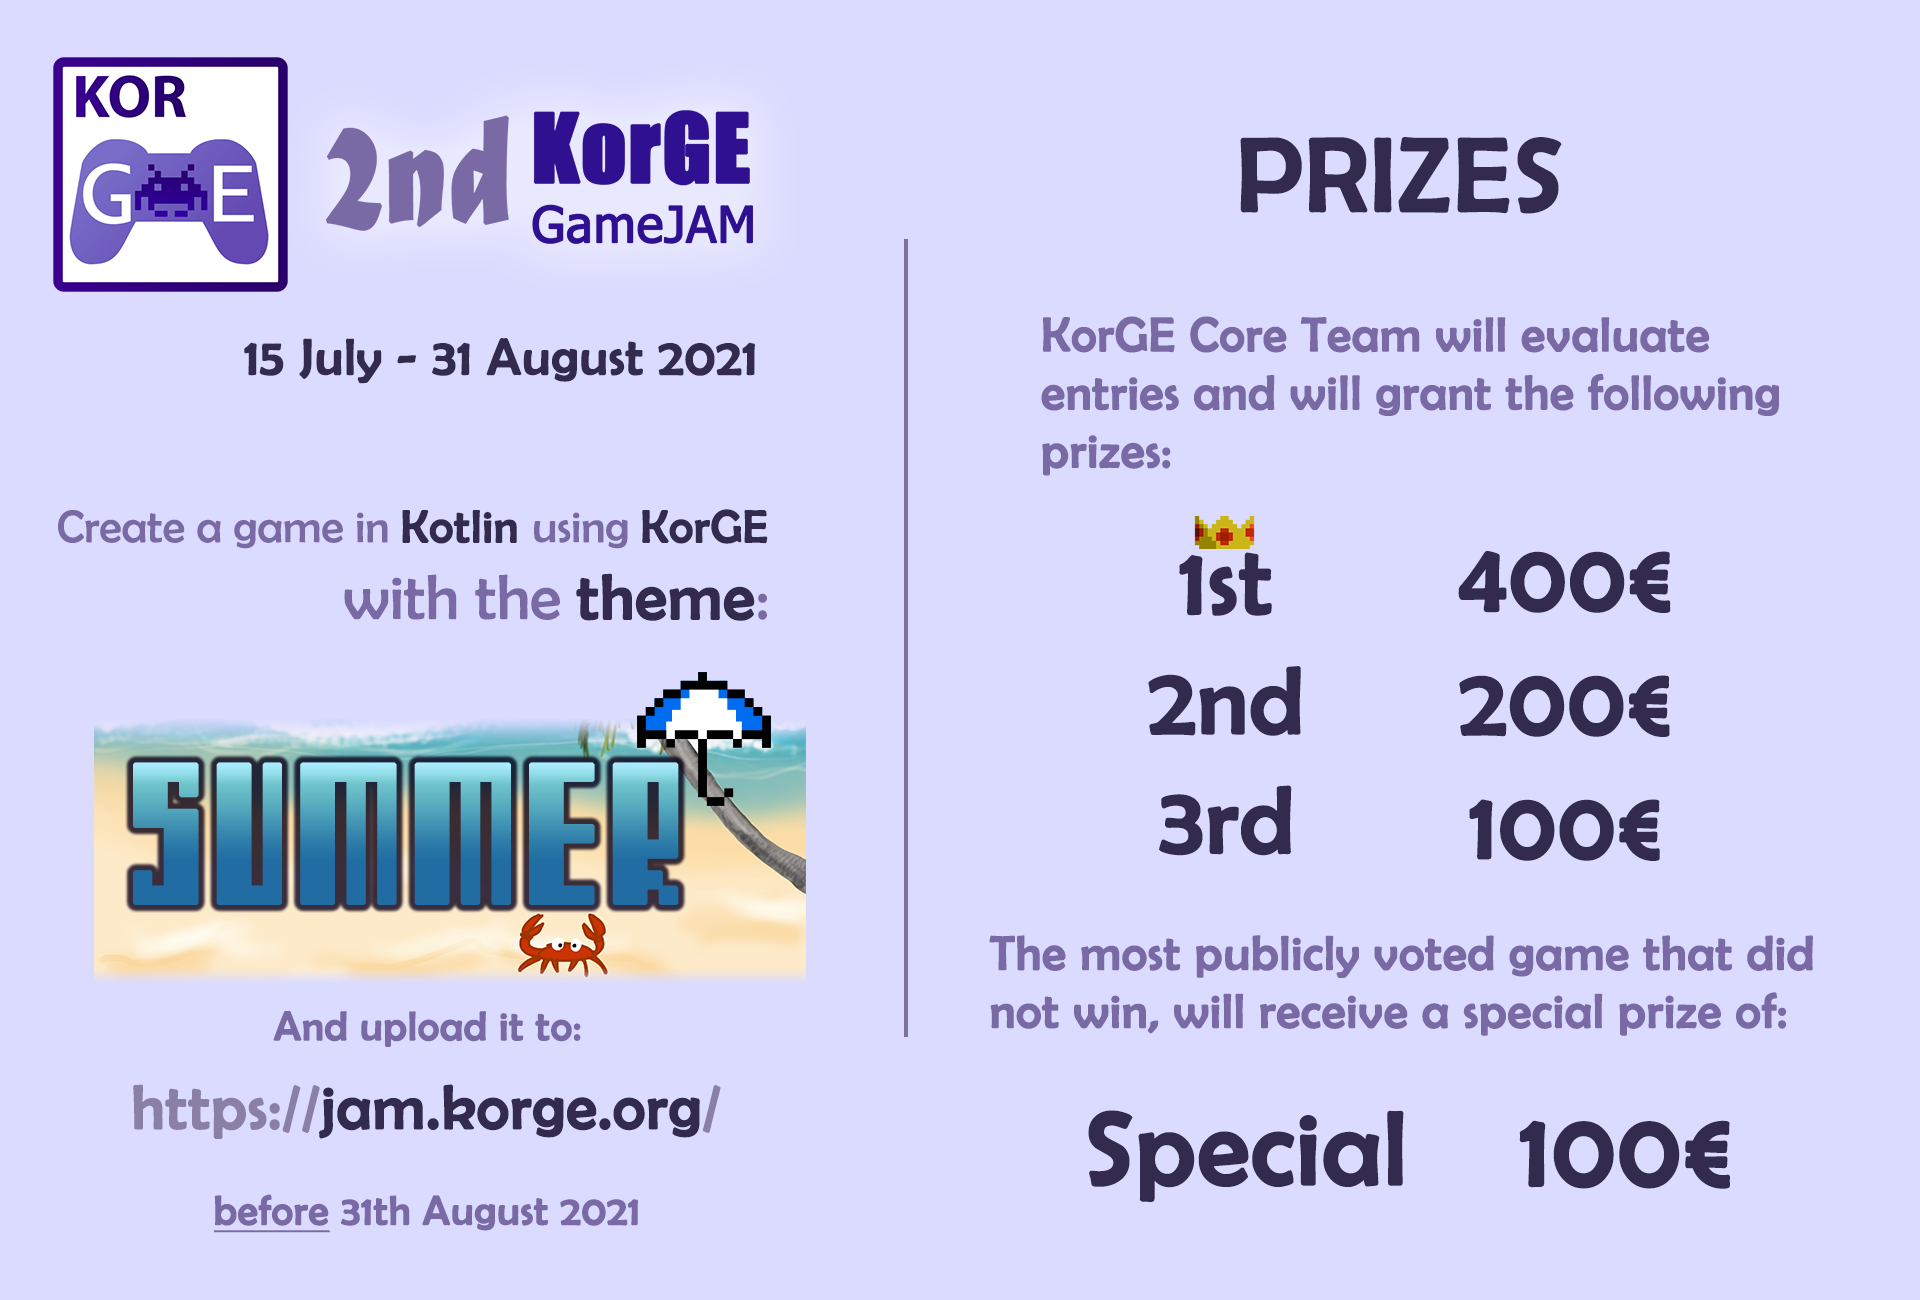 KOR
GE
2nd KorGE
GameJAM
15 July - 31 August 2021
Create a game in Kotlin using KorGE
with the theme:
SUMMER
And upload it to:
https://jam.korge.org/
before 31th August 2021
PRIZES
KorGE Core Team will evaluate
entries and will grant the following
prizes:
1st 400€
2nd 200€
3rd 100€
The most publicly voted game that did
not win, will receive a special prize of:
Special 100€